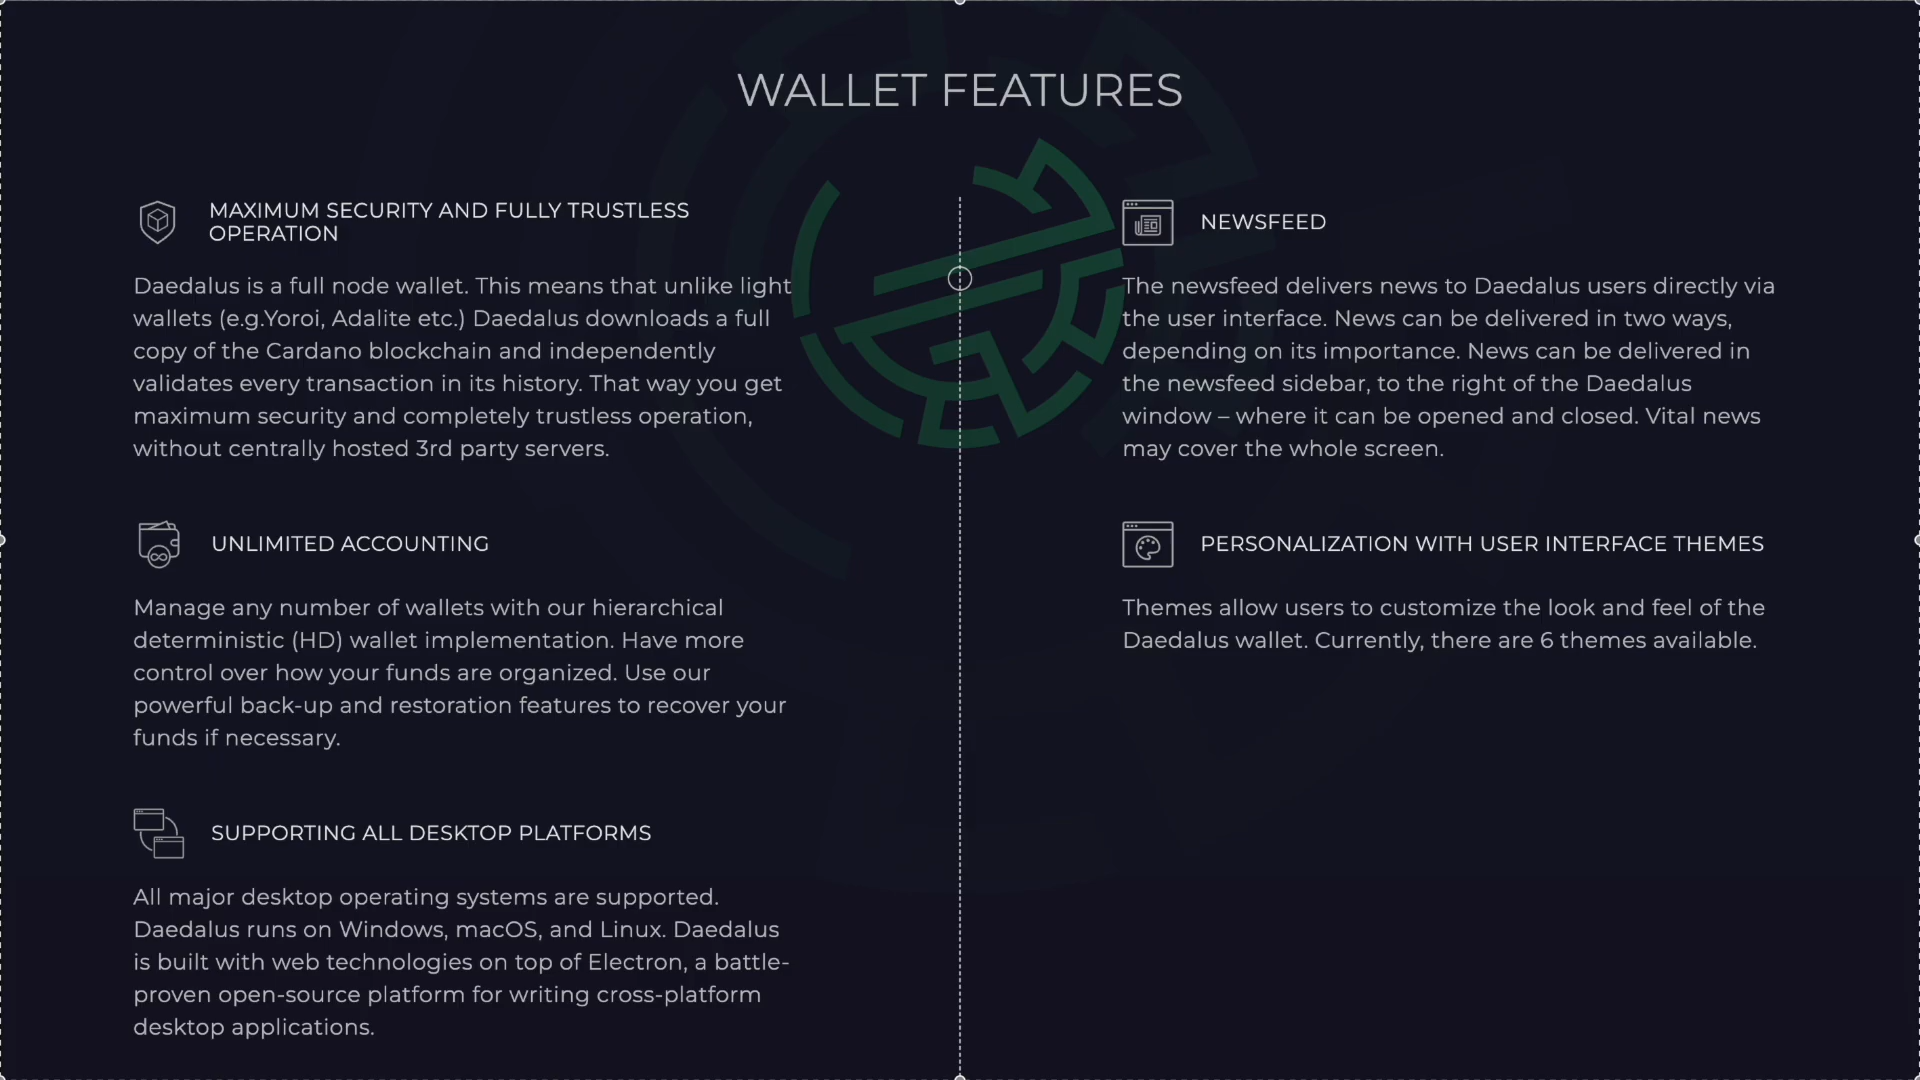 WALLET FEATURES
MAXIMUM SECURITY AND FULLY TRUSTLESS
OPERATION
Daedalus is a full node wallet. This means that unlike light
wallets (e.g.Yoroi, Adalite etc.) Daedalus downloads a full
copy of the Cardano blockchain and independently
validates every transaction in its history. That way you get
maximum security and completely trustless operation,
without centrally hosted 3rd party servers.
UNLIMITED ACCOUNTING
Manage any number of wallets with our hierarchical
deterministic (HD) wallet implementation. Have more
control over how your funds are organized. Use our
powerful back-up and restoration features to recover your
funds if necessary.
SUPPORTING ALL DESKTOP PLATFORMS
All major desktop operating systems are supported.
Daedalus runs on Windows, macOS, and Linux. Daedalus
is built with web technologies on top of Electron, a battle-
proven open-source platform for writing cross-platform
desktop applications.
NEWSFEED
The newsfeed delivers news to Daedalus users directly via
the user interface. News can be delivered in two ways,
depending on its importance. News can be delivered in
the newsfeed sidebar, to the right of the Daedalus
window – where it can be opened and closed. Vital news
may cover the whole screen.
PERSONALIZATION WITH USER INTERFACE THEMES
Themes allow users to customize the look and feel of the
Daedalus wallet. Currently, there are 6 themes available.